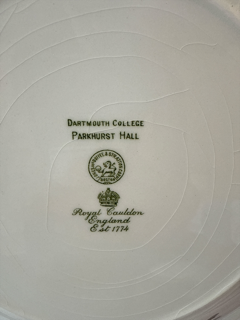 DARTMOUTH COLLEGE
PARKHURST HALL
Royal Cauldon
England
Est 1774